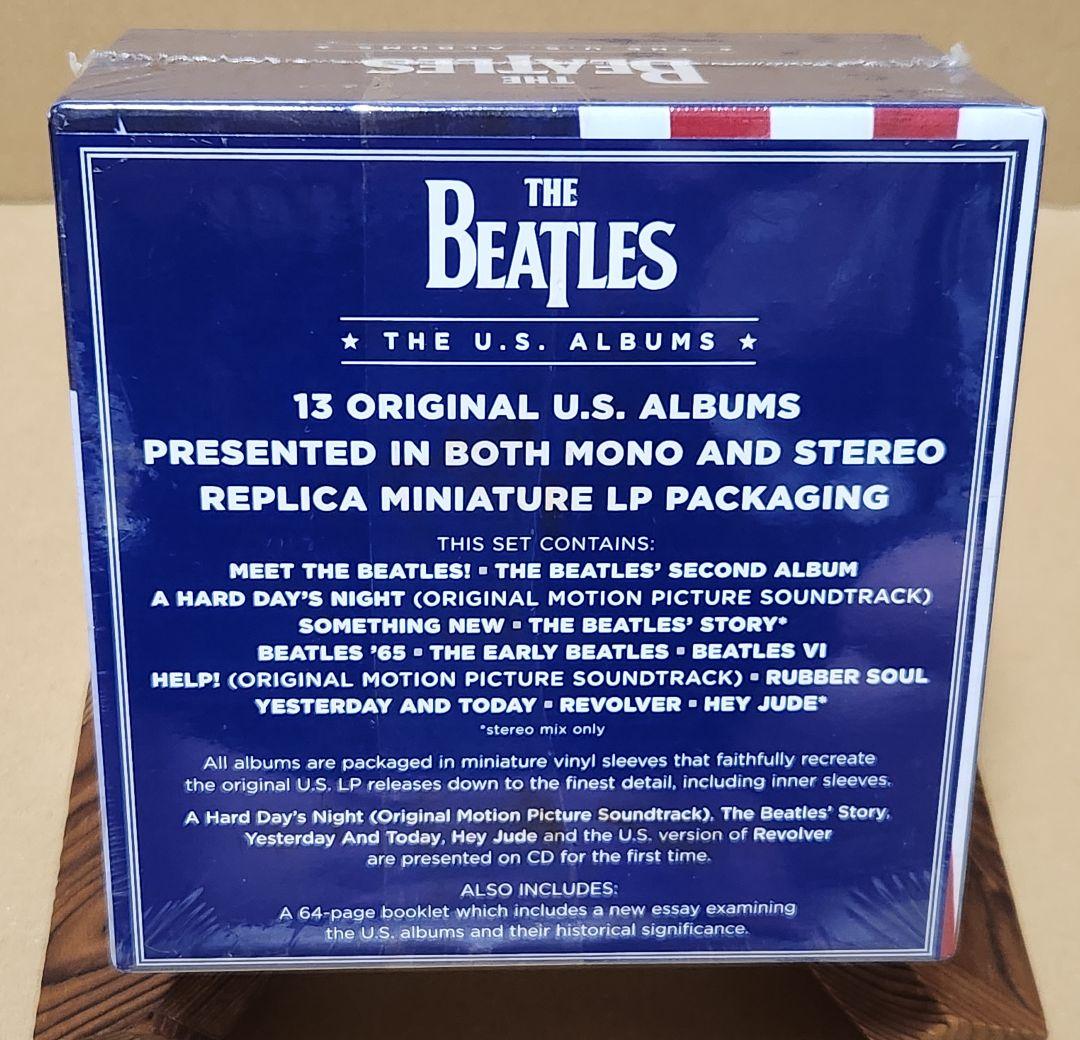 ★ THE U.S. ALBUMS ★
THE
BEATLES
THE
BEATLES
★ THE U.S. ALBUMS ★
13 ORIGINAL U.S. ALBUMS
PRESENTED IN BOTH MONO AND STEREO
REPLICA MINIATURE LP PACKAGING
THIS SET CONTAINS:
MEET THE BEATLES! ▪ THE BEATLES' SECOND ALBUM
A HARD DAY'S NIGHT (ORIGINAL MOTION PICTURE SOUNDTRACK)
SOMETHING NEW ▪ THE BEATLES' STORY*
BEATLES '65 ▪ THE EARLY BEATLES ▪ BEATLES VI
HELP! (ORIGINAL MOTION PICTURE SOUNDTRACK) ▪ RUBBER SOUL
YESTERDAY AND TODAY ▪ REVOLVER ▪ HEY JUDE*
*stereo mix only
All albums are packaged in miniature vinyl sleeves that faithfully recreate
the original U.S. LP releases down to the finest detail, including inner sleeves.
A Hard Day's Night (Original Motion Picture Soundtrack), The Beatles' Story,
Yesterday And Today, Hey Jude and the U.S. version of Revolver
are presented on CD for the first time.
ALSO INCLUDES:
A 64-page booklet which includes a new essay examining
the U.S. albums and their historical significance.